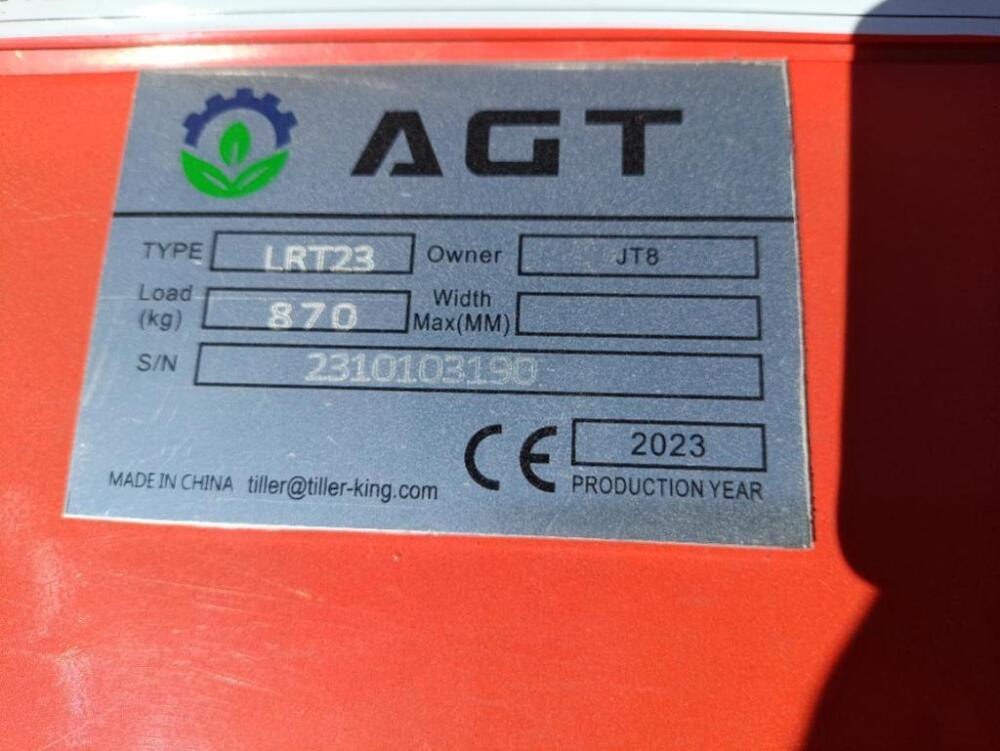 AGT
TYPE LRT23 Owner JT8
Load (kg) 870 Width Max(MM)
S/N 2310103190
CE 2023
MADE IN CHINA tiller@tiller-king.com PRODUCTION YEAR